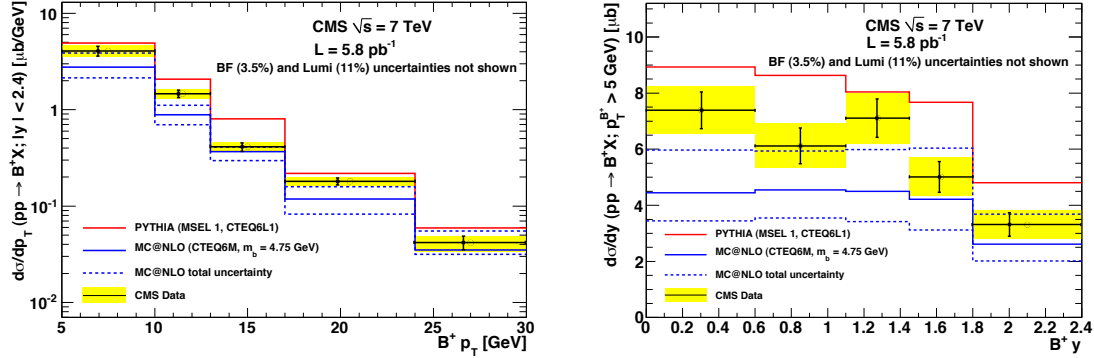 CMS √s = 7 TeV
L = 5.8 pb⁻¹
BF (3.5%) and Lumi (11%) uncertainties not shown
dσ/dp_T (pp → B⁺X; |y| < 2.4) [μb/GeV]
10
1
10⁻¹
10⁻²
PYTHIA (MSEL 1, CTEQ6L1)
MC@NLO (CTEQ6M, m_b = 4.75 GeV)
MC@NLO total uncertainty
CMS Data
5 10 15 20 25 30
B⁺ p_T [GeV]
CMS √s = 7 TeV
L = 5.8 pb⁻¹
BF (3.5%) and Lumi (11%) uncertainties not shown
dσ/dy (pp → B⁺X; p_T^B⁺ > 5 GeV) [μb]
12
10
8
6
4
2
0
PYTHIA (MSEL 1, CTEQ6L1)
MC@NLO (CTEQ6M, m_b = 4.75 GeV)
MC@NLO total uncertainty
CMS Data
0 0.2 0.4 0.6 0.8 1 1.2 1.4 1.6 1.8 2 2.2 2.4
B⁺ y